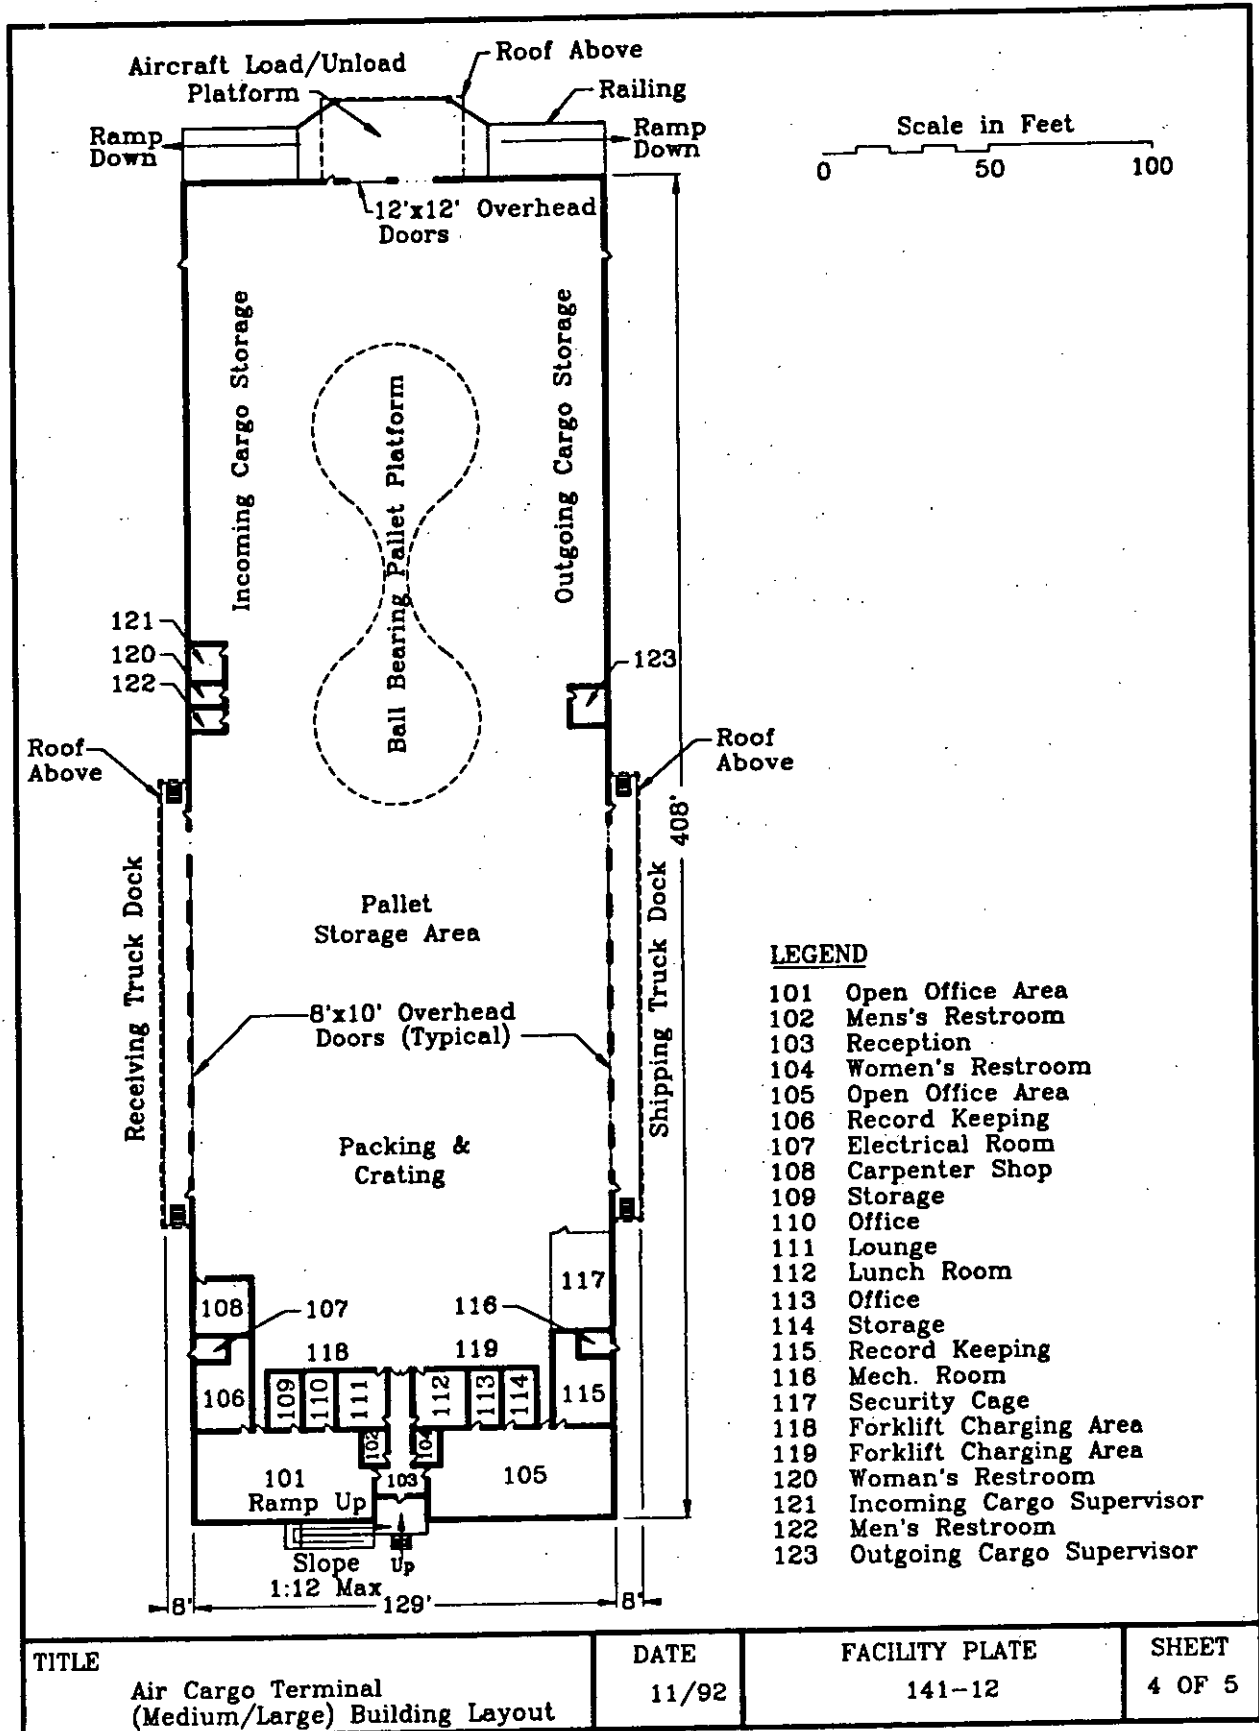 Aircraft Load/Unload
Platform
Roof Above
Railing
Ramp
Down
Ramp
Down
Scale in Feet
0 50 100
12'x12' Overhead
Doors
Incoming Cargo Storage
Ball Bearing Pallet Platform
Outgoing Cargo Storage
121
120
122
123
Roof
Above
Roof
Above
408'
Receiving Truck Dock
Pallet
Storage Area
Shipping Truck Dock
8'x10' Overhead
Doors (Typical)
Packing &
Crating
LEGEND
101 Open Office Area
102 Mens's Restroom
103 Reception
104 Women's Restroom
105 Open Office Area
106 Record Keeping
107 Electrical Room
108 Carpenter Shop
109 Storage
110 Office
111 Lounge
112 Lunch Room
113 Office
114 Storage
115 Record Keeping
116 Mech. Room
117 Security Cage
118 Forklift Charging Area
119 Forklift Charging Area
120 Woman's Restroom
121 Incoming Cargo Supervisor
122 Men's Restroom
123 Outgoing Cargo Supervisor
117
108
107
116
118
119
106
109
110
111
112
113
114
115
102
104
101
103
105
Ramp Up
Slope
1:12 Max
Up
8' 129' 8'
TITLE
Air Cargo Terminal
(Medium/Large) Building Layout
DATE
11/92
FACILITY PLATE
141-12
SHEET
4 OF 5